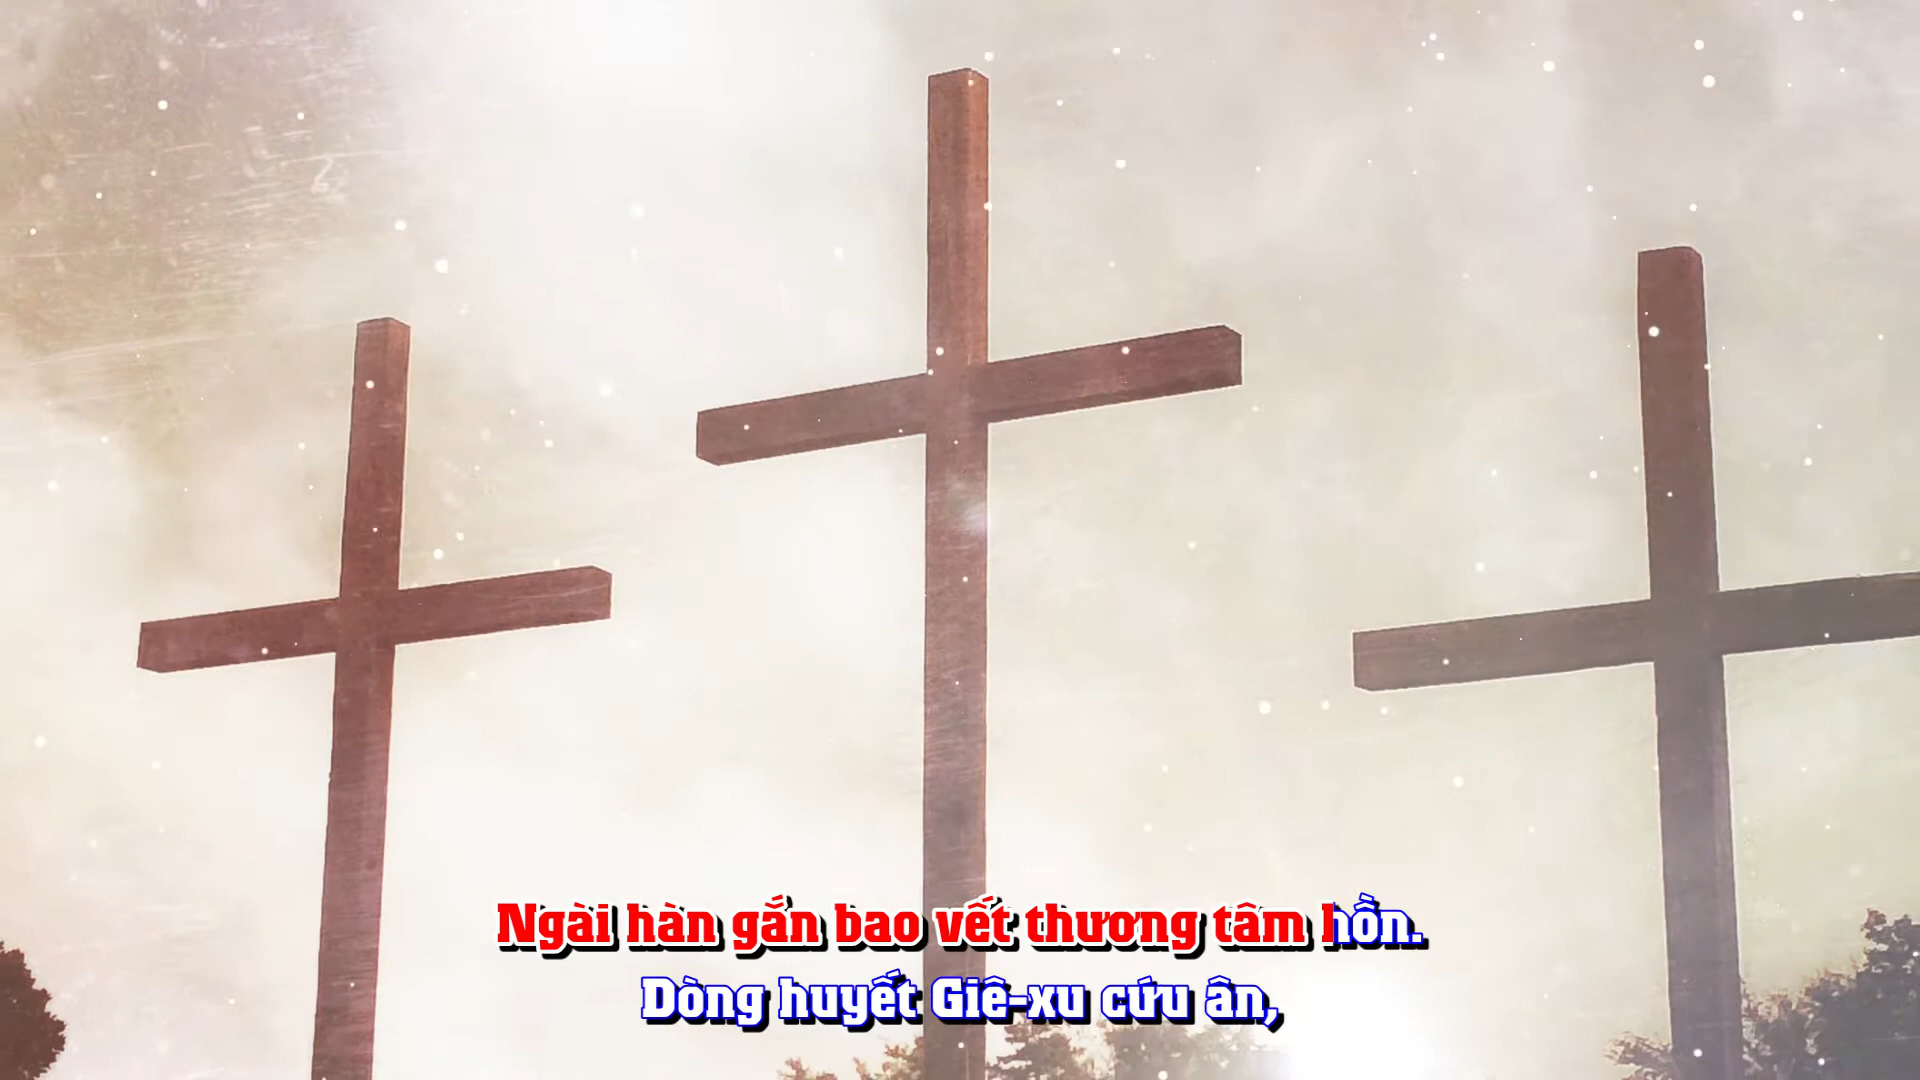 Ngài hàn gắn bao vết thương tâm hồn.
Dòng huyết Giê-xu cứu ân,